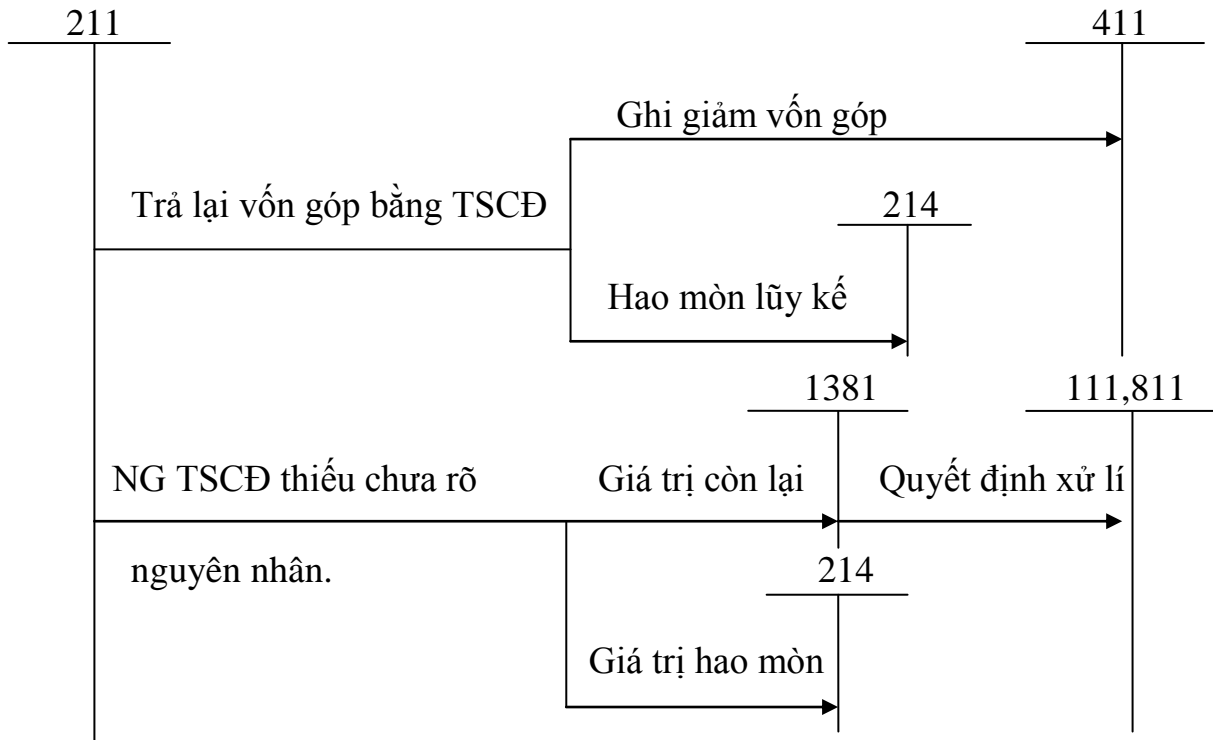 211
411
Ghi giảm vốn góp
Trả lại vốn góp bằng TSCĐ
214
Hao mòn lũy kế
1381
111,811
NG TSCĐ thiếu chưa rõ
Giá trị còn lại
Quyết định xử lí
nguyên nhân.
214
Giá trị hao mòn